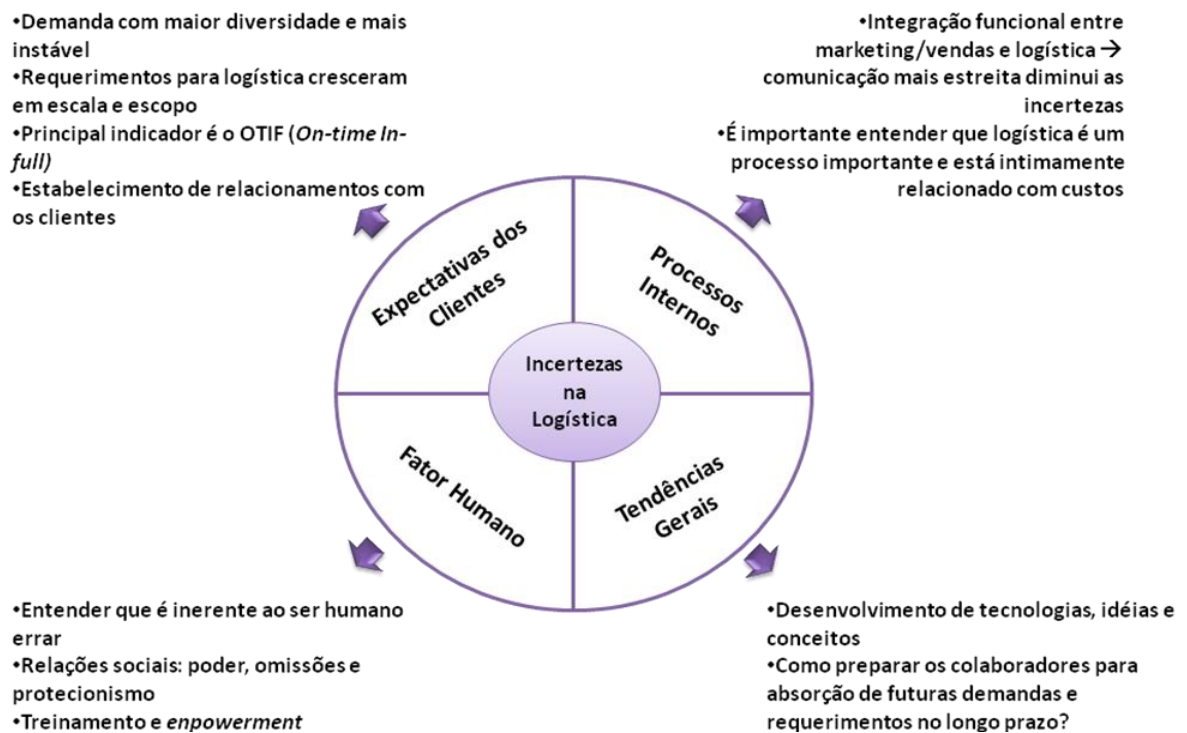 •Demanda com maior diversidade e mais
instável
•Requerimentos para logística cresceram
em escala e escopo
•Principal indicador é o OTIF (On-time In-
full)
•Estabelecimento de relacionamentos com
os clientes
•Integração funcional entre
marketing/vendas e logística →
comunicação mais estreita diminui as
incertezas
•É importante entender que logística é um
processo importante e está intimamente
relacionado com custos
Expectativas dos
Clientes
Processos
Internos
Incertezas
na
Logística
Fator Humano
Tendências
Gerais
•Entender que é inerente ao ser humano
errar
•Relações sociais: poder, omissões e
protecionismo
•Treinamento e enpowerment
•Desenvolvimento de tecnologias, idéias e
conceitos
•Como preparar os colaboradores para
absorção de futuras demandas e
requerimentos no longo prazo?